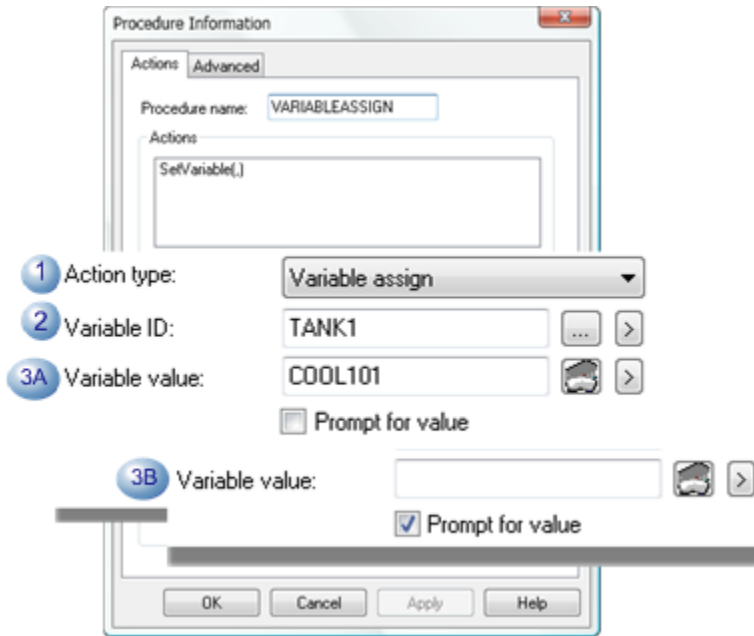 Procedure Information
Actions Advanced
Procedure name: VARIABLEASSIGN
Actions
SetVariable(,)
1 Action type: Variable assign
2 Variable ID: TANK1 ... >
3A Variable value: COOL101 >
Prompt for value
3B Variable value: >
Prompt for value
OK Cancel Apply Help